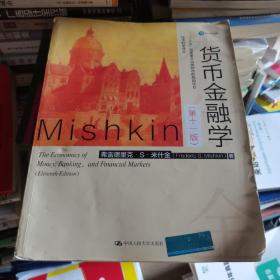 货币金融学
(第十一版)
Mishkin
The Economics of
Money, Banking, and Financial Markets
(Eleventh Edition)
弗雷德里克·S·米什金
(Frederic S. Mishkin) 著
中国人民大学出版社